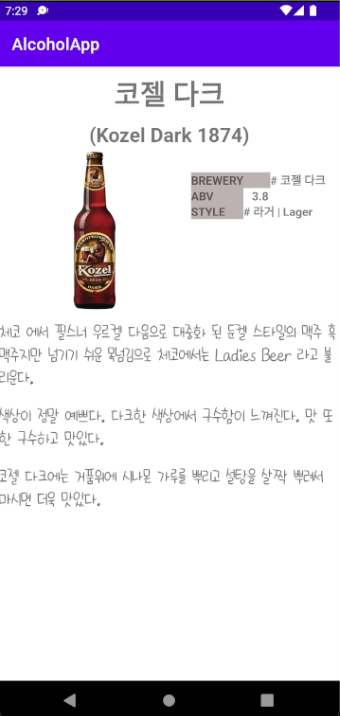 7:29
AlcoholApp
코젤 다크
(Kozel Dark 1874)
BREWERY # 코젤 다크
ABV 3.8
STYLE # 라거 | Lager
Kozel
DARK
체코 에서 필스너 우르켈 다음으로 대중화 된 둔켈 스타일의 맥주 흑
맥주지만 넘기기 쉬운 목넘김으로 체코에서는 Ladies Beer 라고 불
리운다.
색상이 정말 예쁘다. 다크한 색상에서 구수함이 느껴진다. 맛 또
한 구수하고 맛있다.
코젤 다크에는 거품위에 시나몬 가루를 뿌리고 설탕을 살짝 뿌려서
마시면 더욱 맛있다.